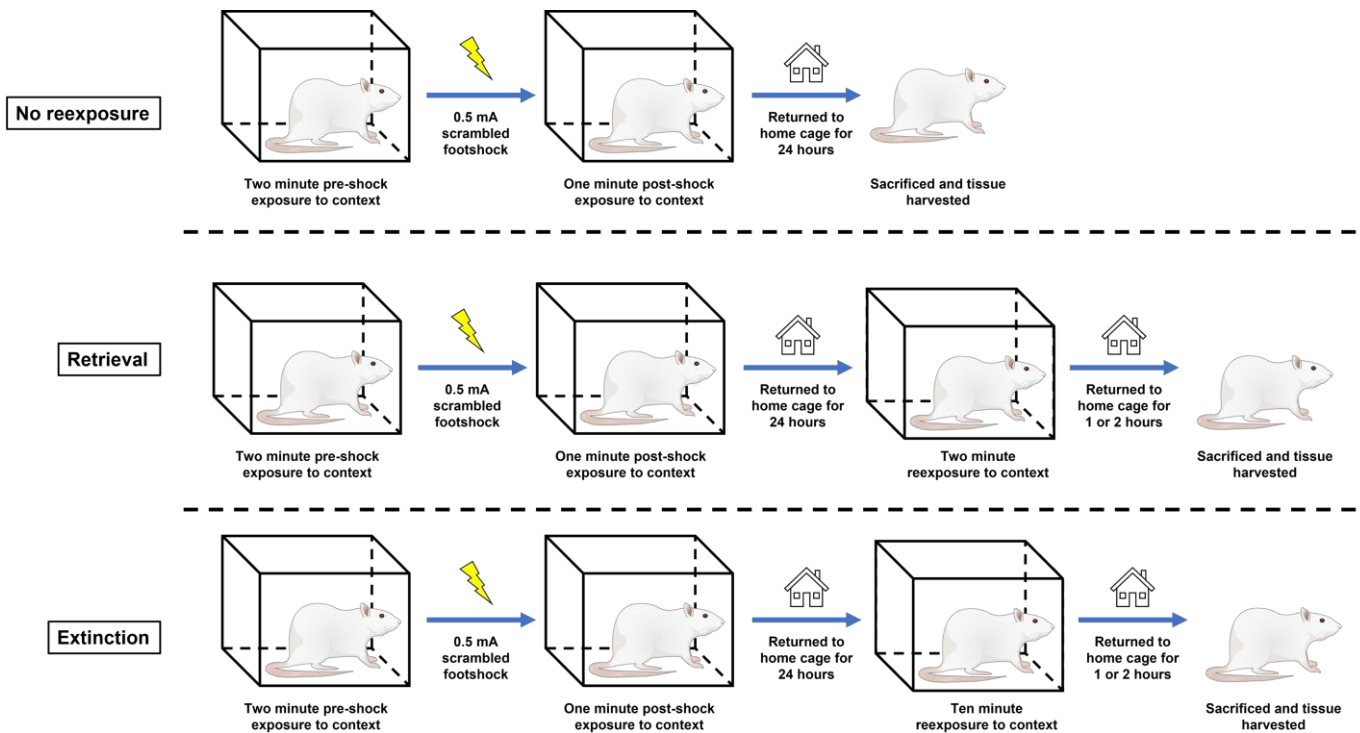 No reexposure
0.5 mA
scrambled
footshock
Returned to
home cage for
24 hours
Two minute pre-shock
exposure to context
One minute post-shock
exposure to context
Sacrificed and tissue
harvested
Retrieval
0.5 mA
scrambled
footshock
Returned to
home cage for
24 hours
Returned to
home cage for
1 or 2 hours
Two minute pre-shock
exposure to context
One minute post-shock
exposure to context
Two minute
reexposure to context
Sacrificed and tissue
harvested
Extinction
0.5 mA
scrambled
footshock
Returned to
home cage for
24 hours
Returned to
home cage for
1 or 2 hours
Two minute pre-shock
exposure to context
One minute post-shock
exposure to context
Ten minute
reexposure to context
Sacrificed and tissue
harvested